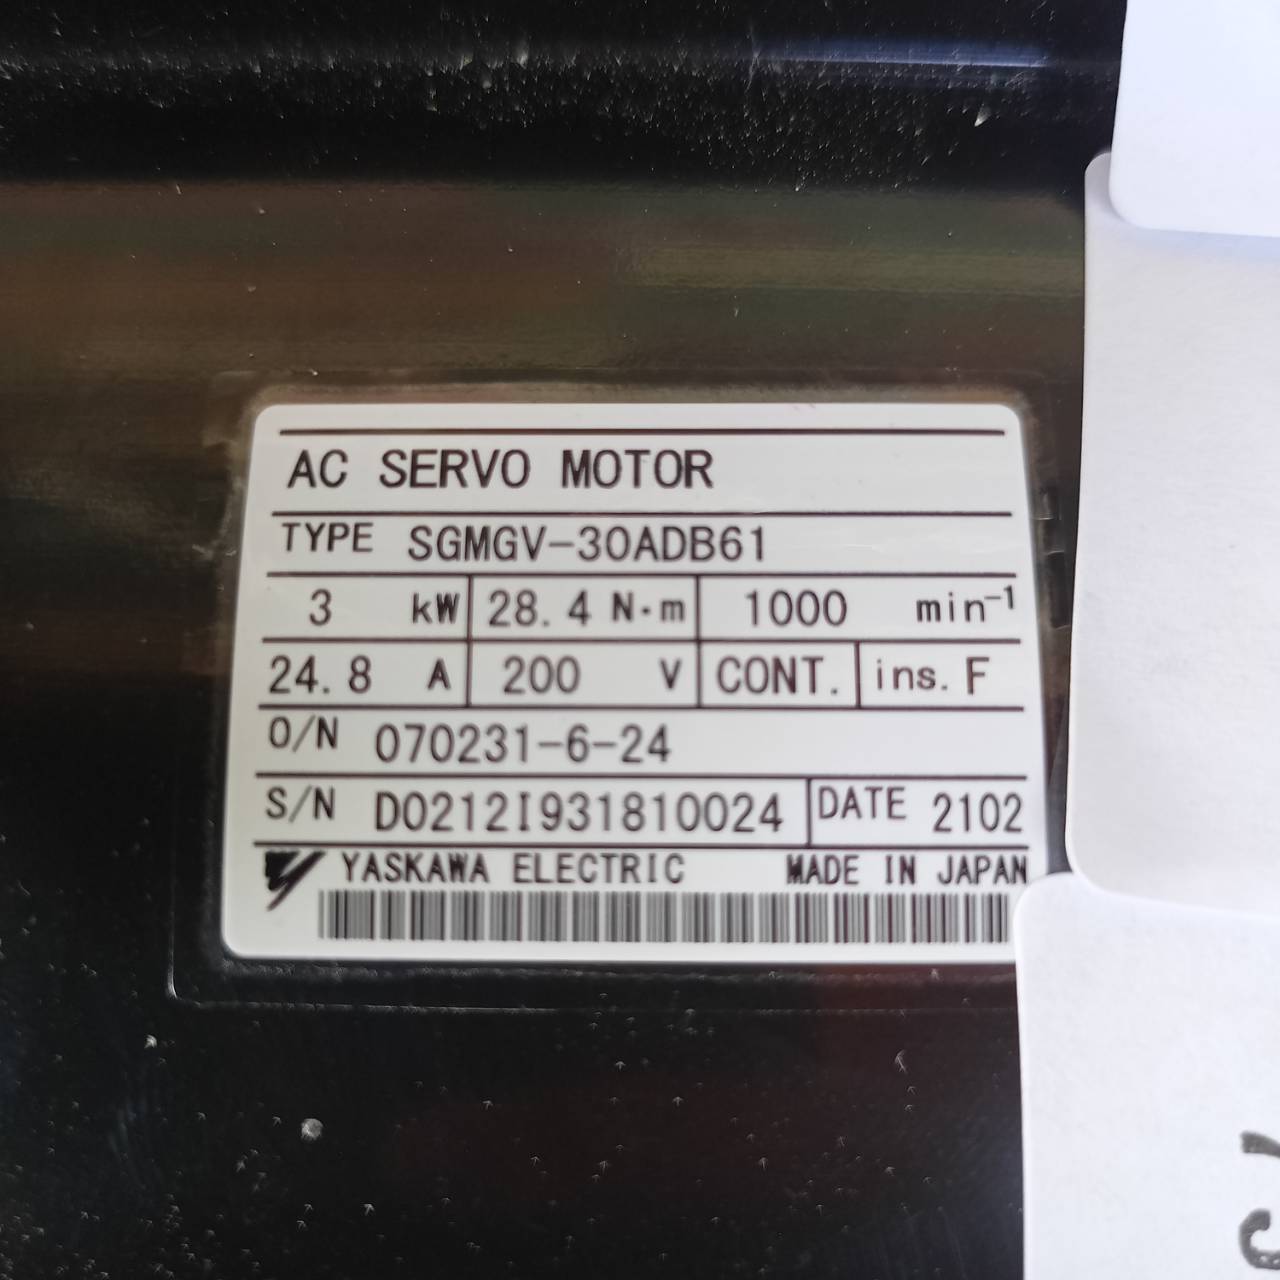 AC SERVO MOTOR
TYPE SGMGV-30ADB61
3 kW 28.4 N·m 1000 min⁻¹
24.8 A 200 V CONT. ins. F
O/N 070231-6-24
S/N D0212I931810024 DATE 2102
YASKAWA ELECTRIC MADE IN JAPAN